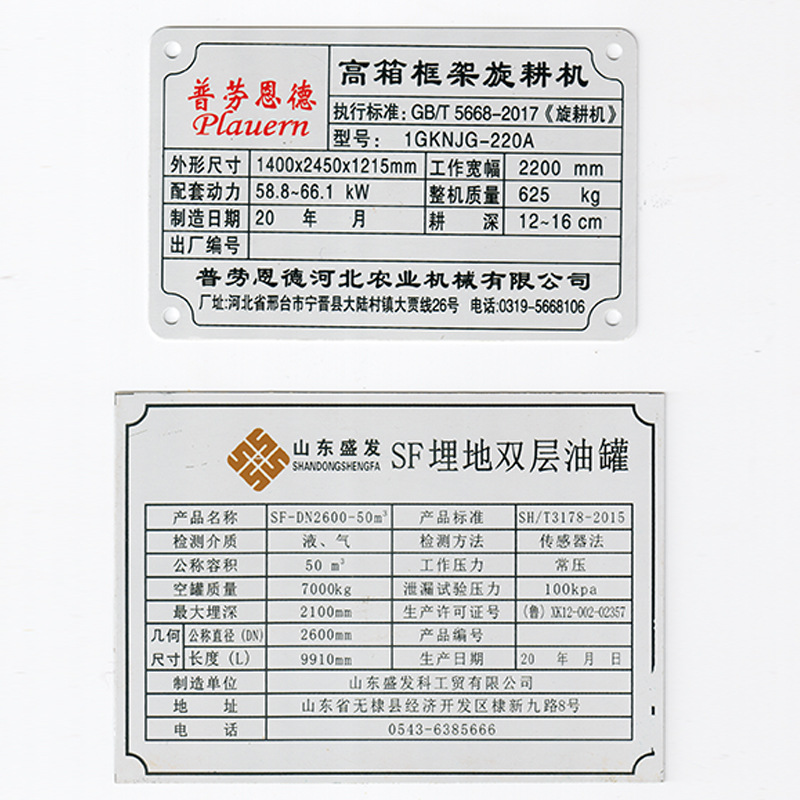 普劳恩德
Plauern
高箱框架旋耕机
执行标准: GB/T 5668-2017《旋耕机》
型号: 1GKNJG-220A
外形尺寸 1400x2450x1215mm 工作宽幅 2200 mm
配套动力 58.8~66.1 kW 整机质量 625 kg
制造日期 20 年 月 耕 深 12~16 cm
出厂编号
普劳恩德河北农业机械有限公司
厂址:河北省邢台市宁晋县大陆村镇大贾线26号 电话:0319-5668106
山东盛发
SHANDONGSHENGFA
SF埋地双层油罐
产品名称 SF-DN2600-50m³ 产品标准 SH/T3178-2015
检测介质 液、气 检测方法 传感器法
公称容积 50 m³ 工作压力 常压
空罐质量 7000kg 泄漏试验压力 100kpa
最大埋深 2100mm 生产许可证号 (鲁) XK12-002-02357
几何尺寸 公称直径 (DN) 2600mm 产品编号
长度 (L) 9910mm 生产日期 20 年 月 日
制造单位 山东盛发科工贸有限公司
地 址 山东省无棣县经济开发区棣新九路8号
电 话 0543-6385666